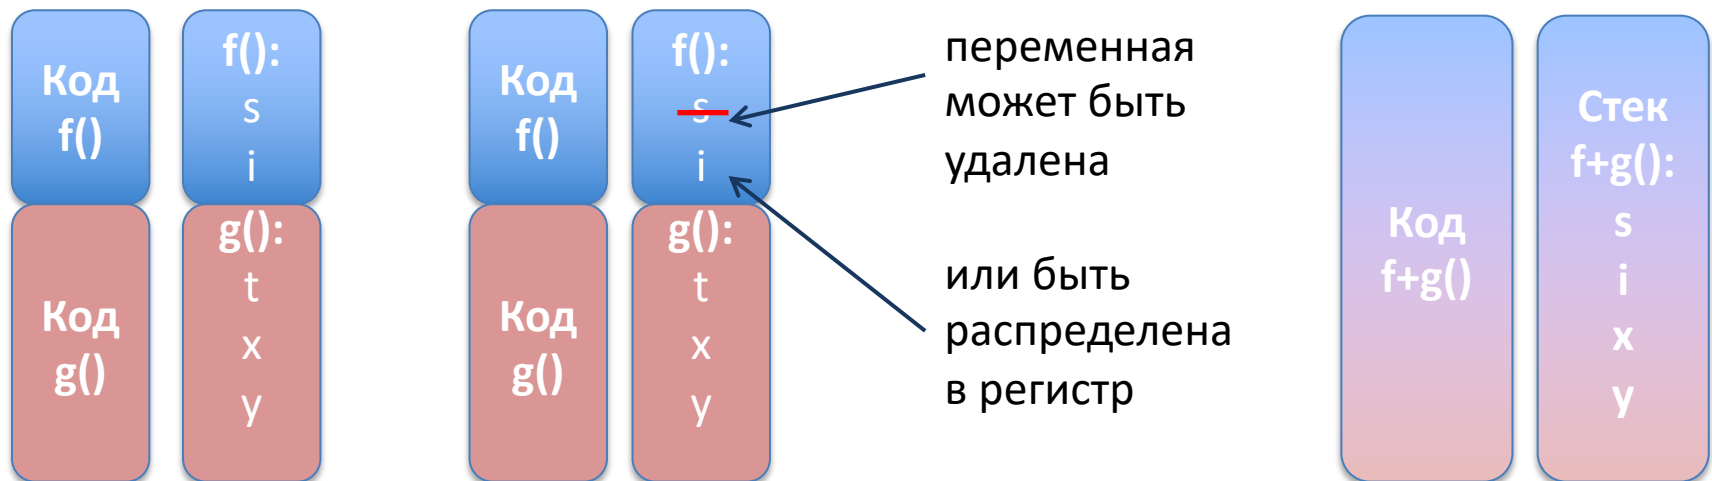 Код
f()
f():
s
i
Код
g()
g():
t
x
y
Код
f()
f():
s
i
Код
g()
g():
t
x
y
переменная
может быть
удалена
или быть
распределена
в регистр
Код
f+g()
Стек
f+g():
s
i
x
y